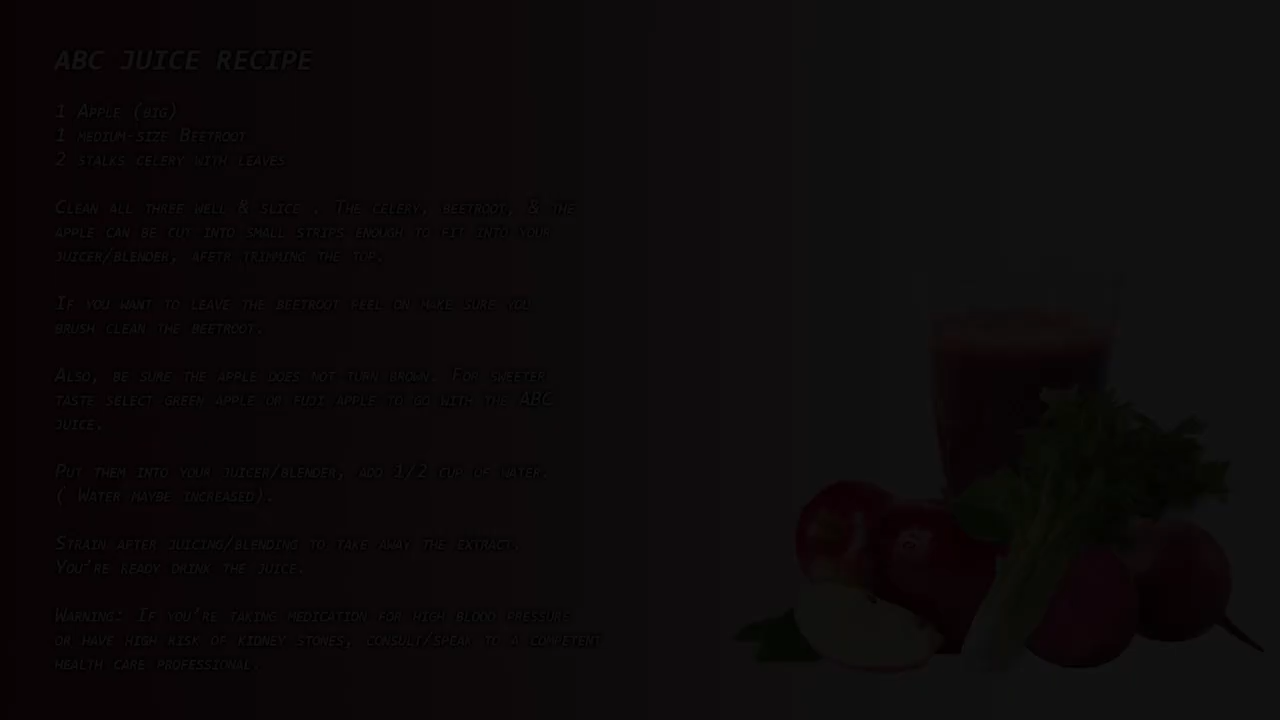 ABC JUICE RECIPE
1 APPLE (BIG)
1 MEDIUM-SIZE BEETROOT
2 STALKS CELERY WITH LEAVES
CLEAN ALL THREE WELL & SLICE . THE CELERY, BEETROOT, & THE
APPLE CAN BE CUT INTO SMALL STRIPS ENOUGH TO FIT INTO YOUR
JUICER/BLENDER, AFETR TRIMMING THE TOP.
IF YOU WANT TO LEAVE THE BEETROOT PEEL ON MAKE SURE YOU
BRUSH CLEAN THE BEETROOT.
ALSO, BE SURE THE APPLE DOES NOT TURN BROWN. FOR SWEETER
TASTE SELECT GREEN APPLE OR FUJI APPLE TO GO WITH THE ABC
JUICE.
PUT THEM INTO YOUR JUICER/BLENDER, ADD 1/2 CUP OF WATER.
( WATER MAYBE INCREASED).
STRAIN AFTER JUICING/BLENDING TO TAKE AWAY THE EXTRACT.
YOU'RE READY DRINK THE JUICE.
WARNING: IF YOU'RE TAKING MEDICATION FOR HIGH BLOOD PRESSURE
OR HAVE HIGH RISK OF KIDNEY STONES, CONSULT/SPEAK TO A COMPETENT
HEALTH CARE PROFESSIONAL.